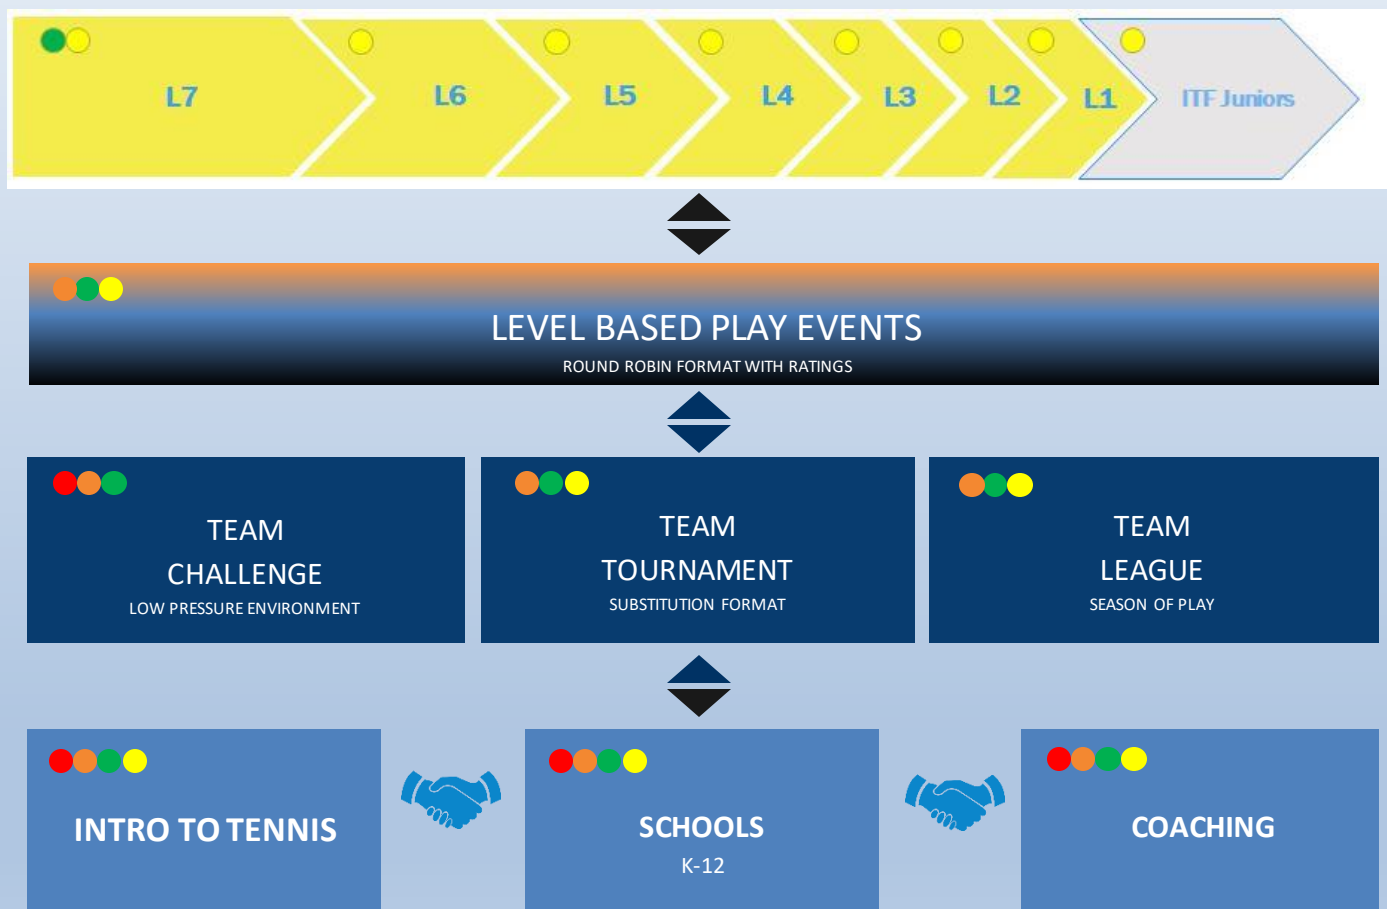 L7
L6
L5
L4
L3
L2
L1
ITF Juniors
LEVEL BASED PLAY EVENTS
ROUND ROBIN FORMAT WITH RATINGS
TEAM
CHALLENGE
LOW PRESSURE ENVIRONMENT
TEAM
TOURNAMENT
SUBSTITUTION FORMAT
TEAM
LEAGUE
SEASON OF PLAY
INTRO TO TENNIS
SCHOOLS
K-12
COACHING